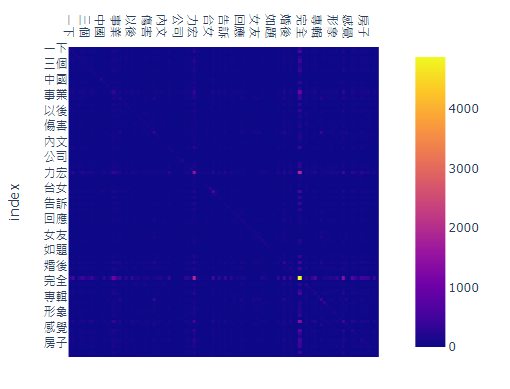 一下
三個
中國
事業
以後
傷害
內文
公司
力宏
台女
告訴
回應
女友
如題
婚後
完全
專輯
形象
感覺
房子
一下
三個
中國
事業
以後
傷害
內文
公司
力宏
台女
告訴
回應
女友
如題
婚後
完全
專輯
形象
感覺
房子
index
4000
3000
2000
1000
0